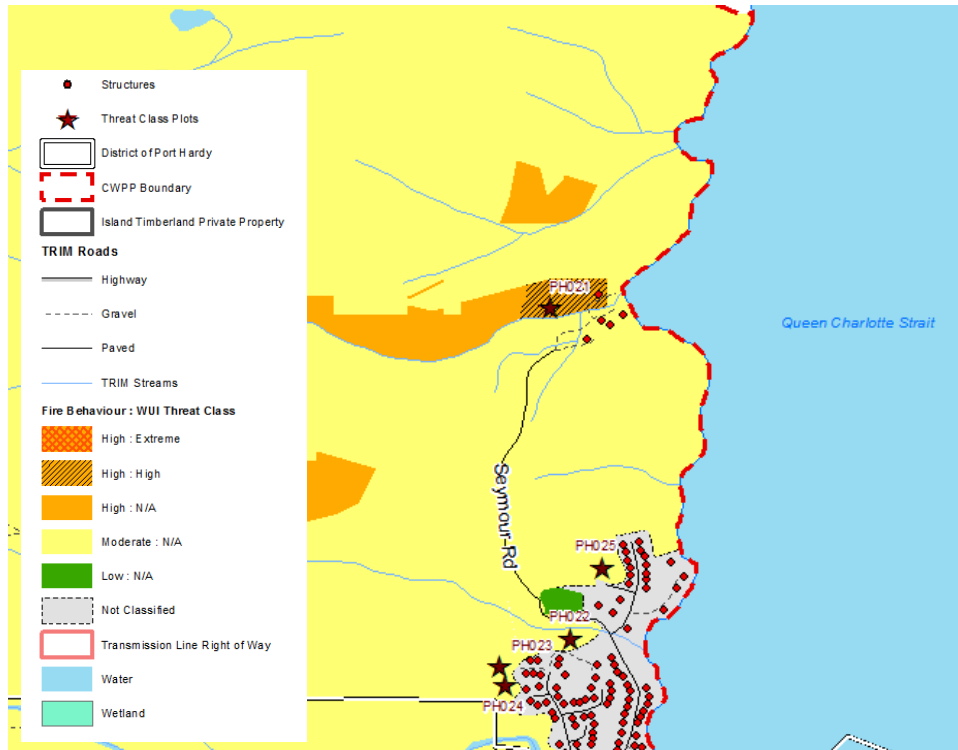 Structures
Threat Class Plots
District of Port Hardy
CWPP Boundary
Island Timberland Private Property
TRIM Roads
Highway
Gravel
Paved
TRIM Streams
Fire Behaviour : WUI Threat Class
High : Extreme
High : High
High : N/A
Moderate : N/A
Low : N/A
Not Classified
Transmission Line Right of Way
Water
Wetland
PH021
Queen Charlotte Strait
Seymour-Rd
PH025
PH022
PH023
PH024